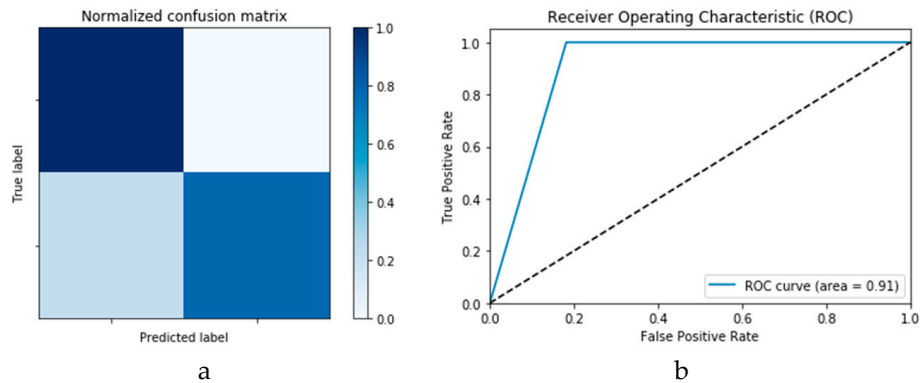 Normalized confusion matrix
True label
Predicted label
1.0
0.8
0.6
0.4
0.2
0.0
a
Receiver Operating Characteristic (ROC)
True Positive Rate
1.0
0.8
0.6
0.4
0.2
0.0
ROC curve (area = 0.91)
0.0 0.2 0.4 0.6 0.8 1.0
False Positive Rate
b